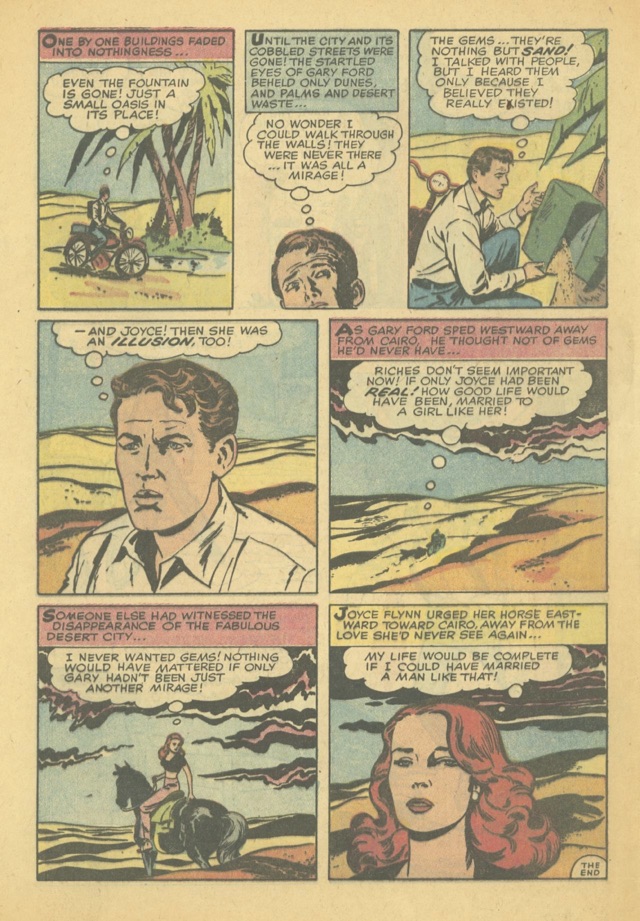 ONE BY ONE BUILDINGS FADED
INTO NOTHINGNESS...
EVEN THE FOUNTAIN
IS GONE! JUST A
SMALL OASIS IN
ITS PLACE!
UNTIL THE CITY AND ITS
COBBLED STREETS WERE
GONE! THE STARTLED
EYES OF GARY FORD
BEHELD ONLY DUNES,
AND PALMS AND DESERT
WASTE...
NO WONDER I
COULD WALK THROUGH
THE WALLS! THEY
WERE NEVER THERE
...IT WAS ALL A
MIRAGE!
THE GEMS...THEY'RE
NOTHING BUT SAND!
I TALKED WITH PEOPLE,
BUT I HEARD THEM
ONLY BECAUSE I
BELIEVED THEY
REALLY EXISTED!
—AND JOYCE! THEN SHE WAS
AN ILLUSION, TOO!
AS GARY FORD SPED WESTWARD AWAY
FROM CAIRO, HE THOUGHT NOT OF GEMS
HE'D NEVER HAVE...
RICHES DON'T SEEM IMPORTANT
NOW! IF ONLY JOYCE HAD BEEN
REAL! HOW GOOD LIFE WOULD
HAVE BEEN, MARRIED TO
A GIRL LIKE HER!
SOMEONE ELSE HAD WITNESSED THE
DISAPPEARANCE OF THE FABULOUS
DESERT CITY...
I NEVER WANTED GEMS! NOTHING
WOULD HAVE MATTERED IF ONLY
GARY HADN'T BEEN JUST
ANOTHER MIRAGE!
JOYCE FLYNN URGED HER HORSE EAST-
WARD TOWARD CAIRO, AWAY FROM THE
LOVE SHE'D NEVER SEE AGAIN...
MY LIFE WOULD BE COMPLETE
IF I COULD HAVE MARRIED
A MAN LIKE THAT!
THE
END